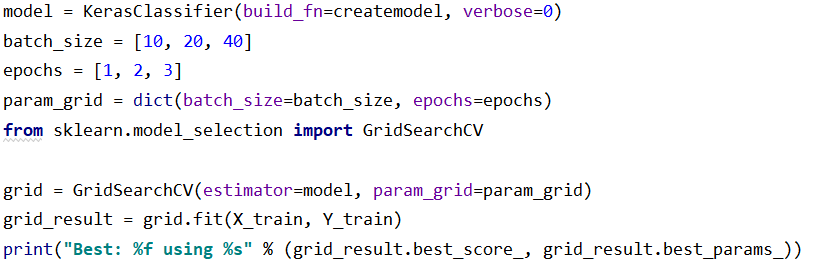 model = KerasClassifier(build_fn=createmodel, verbose=0)
batch_size = [10, 20, 40]
epochs = [1, 2, 3]
param_grid = dict(batch_size=batch_size, epochs=epochs)
from sklearn.model_selection import GridSearchCV

grid = GridSearchCV(estimator=model, param_grid=param_grid)
grid_result = grid.fit(X_train, Y_train)
print("Best: %f using %s" % (grid_result.best_score_, grid_result.best_params_))